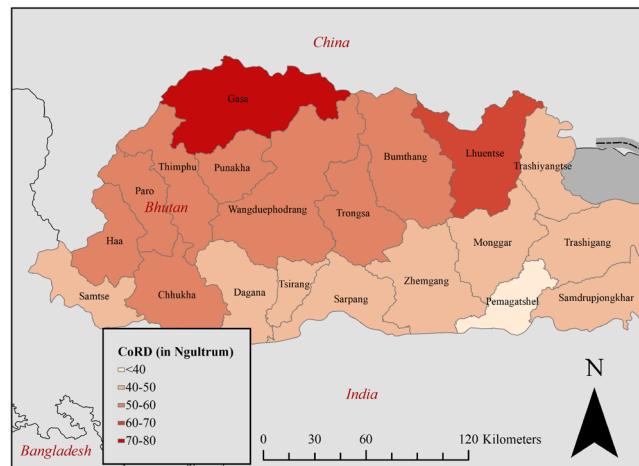 China
Gasa
Thimphu
Punakha
Bumthang
Lhuentse
Trashiyangtse
Paro
Bhutan
Wangduephodrang
Trongsa
Haa
Monggar
Trashigang
Samtse
Chhukha
Dagana
Tsirang
Sarpang
Zhemgang
Pemagatshel
Samdrupjongkhar
CoRD (in Ngultrum)
<40
40-50
50-60
60-70
70-80
India
N
Bangladesh
0 30 60 120 Kilometers